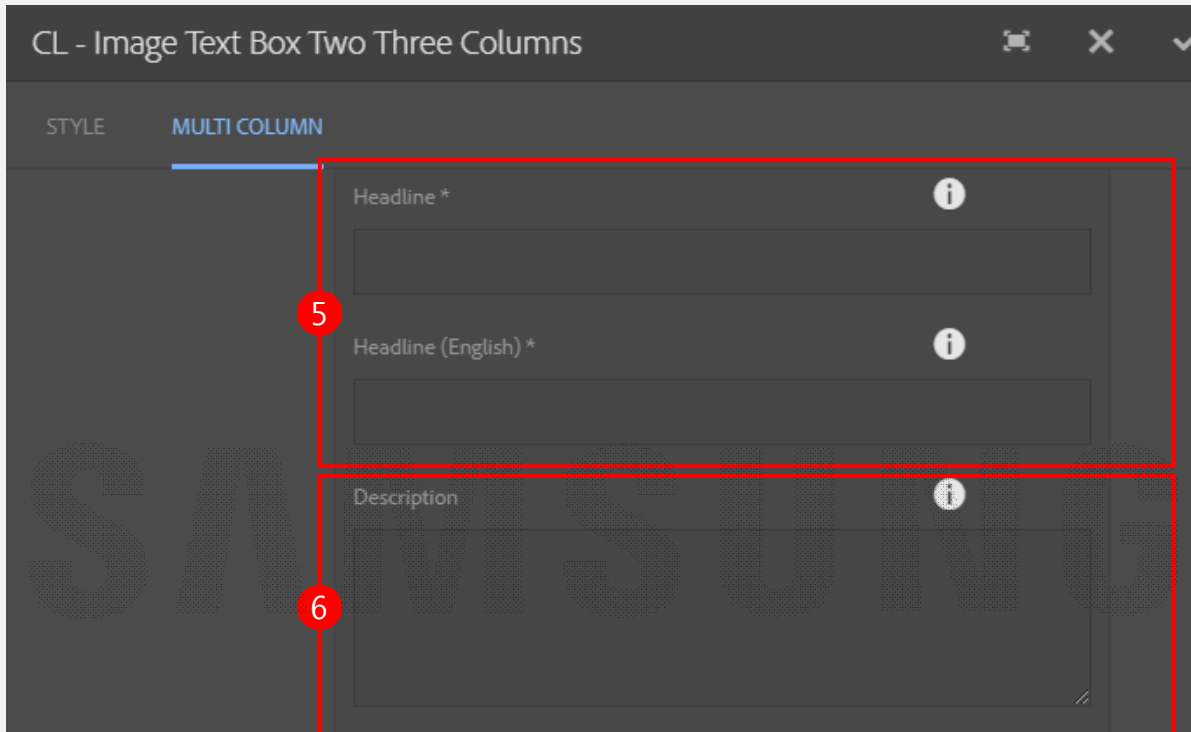 CL - Image Text Box Two Three Columns
STYLE MULTI COLUMN
Headline *
5
Headline (English) *
Description
6
SAMSUNG